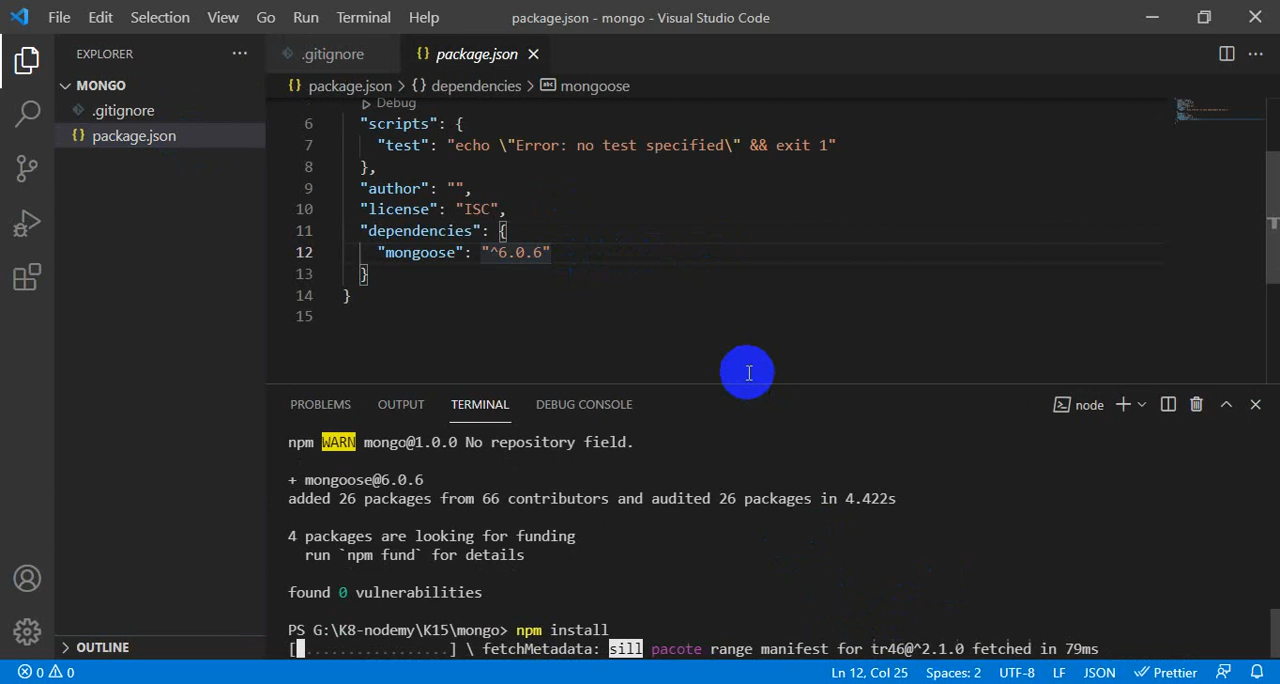 File Edit Selection View Go Run Terminal Help package.json - mongo - Visual Studio Code
EXPLORER
MONGO
.gitignore
package.json
OUTLINE
.gitignore {} package.json
{} package.json > {} dependencies > mongoose
Debug
6 "scripts": {
7 "test": "echo \"Error: no test specified\" && exit 1"
8 },
9 "author": "",
10 "license": "ISC",
11 "dependencies": {
12 "mongoose": "^6.0.6"
13 }
14 }
15
PROBLEMS OUTPUT TERMINAL DEBUG CONSOLE node
npm WARN mongo@1.0.0 No repository field.
+ mongoose@6.0.6
added 26 packages from 66 contributors and audited 26 packages in 4.422s
4 packages are looking for funding
run `npm fund` for details
found 0 vulnerabilities
PS G:\K8-nodemy\K15\mongo> npm install
[ ................] \ fetchMetadata: sill pacote range manifest for tr46@^2.1.0 fetched in 79ms
0 0 Ln 12, Col 25 Spaces: 2 UTF-8 LF JSON Prettier